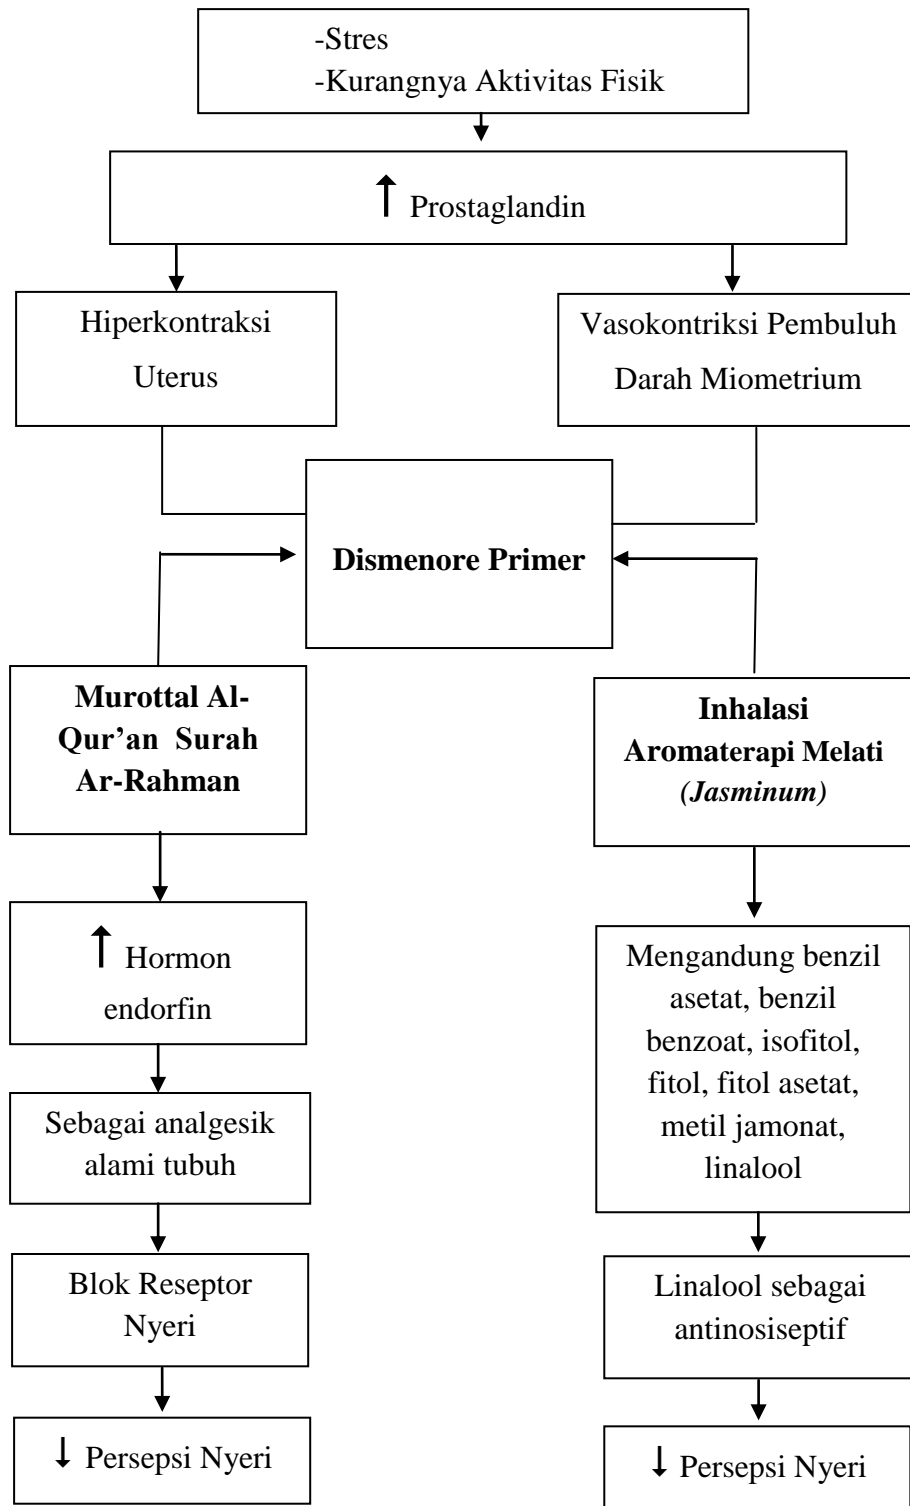 -Stres
-Kurangnya Aktivitas Fisik
↑ Prostaglandin
Hiperkontraksi
Uterus
Vasokontriksi Pembuluh
Darah Miometrium
Dismenore Primer
Murottal Al-
Qur’an Surah
Ar-Rahman
Inhalasi
Aromaterapi Melati
(Jasminum)
↑ Hormon
endorfin
Mengandung benzil
asetat, benzil
benzoat, isofitol,
fitol, fitol asetat,
metil jamonat,
linalool
Sebagai analgesik
alami tubuh
Blok Reseptor
Nyeri
Linalool sebagai
antinosiseptif
↓ Persepsi Nyeri
↓ Persepsi Nyeri